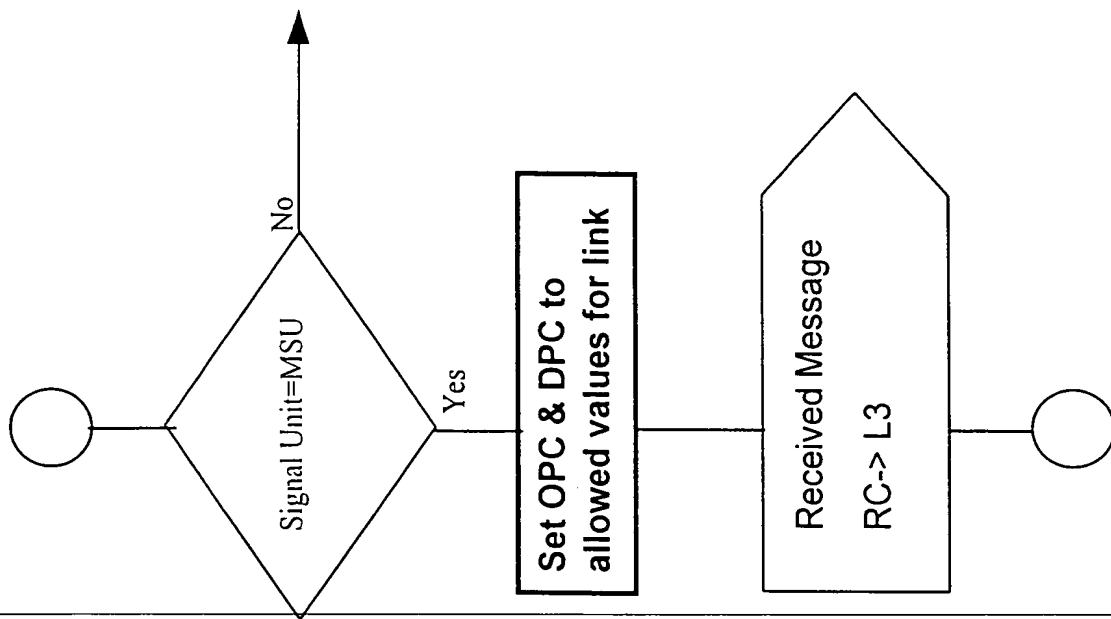 Signal Unit=MSU
No
Yes
Set OPC & DPC to
allowed values for link
Received Message
RC-> L3